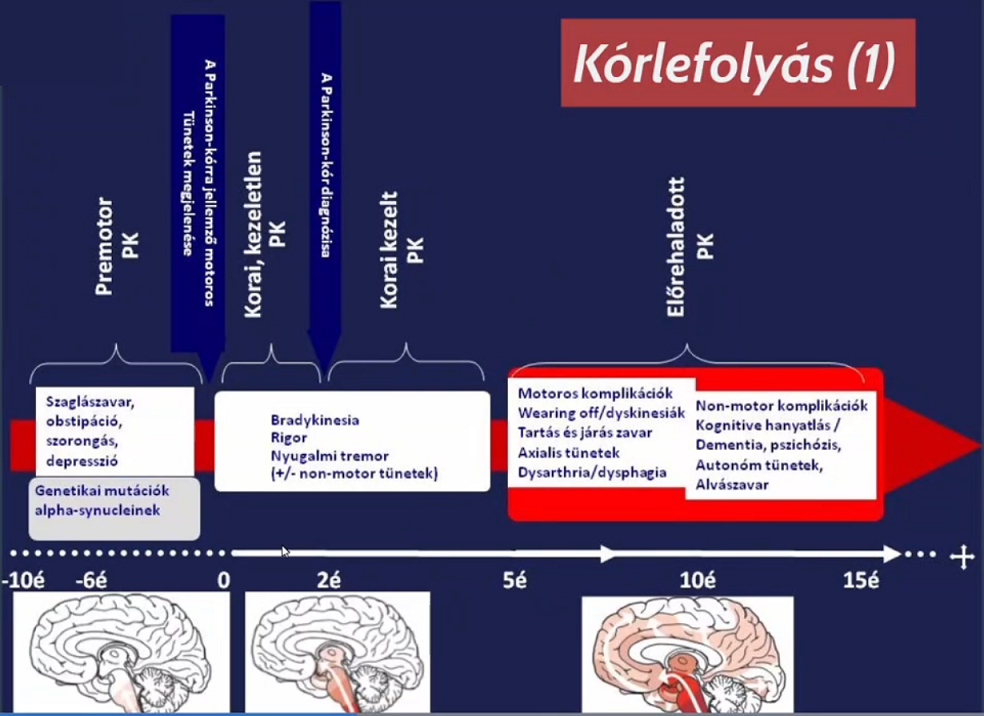 Kórlefolyás (1)
A Parkinson-kórra jellemző motoros
Tünetek megjelenése
A Parkinson-kór diagnózisa
Premotor
PK
Korai, kezeletlen
PK
Korai kezelt
PK
Előrehaladott
PK
Szaglászavar,
obstipáció,
szorongás,
depresszió
Genetikai mutációk
alpha-synucleinek
Bradykinesia
Rigor
Nyugalmi tremor
(+/- non-motor tünetek)
Motoros komplikációk
Wearing off/dyskinesiák
Tartás és járás zavar
Axialis tünetek
Dysarthria/dysphagia
Non-motor komplikációk
Kognitive hanyatlás /
Dementia, pszichózis,
Autonóm tünetek,
Alvászavar
-10é -6é 0 2é 5é 10é 15é